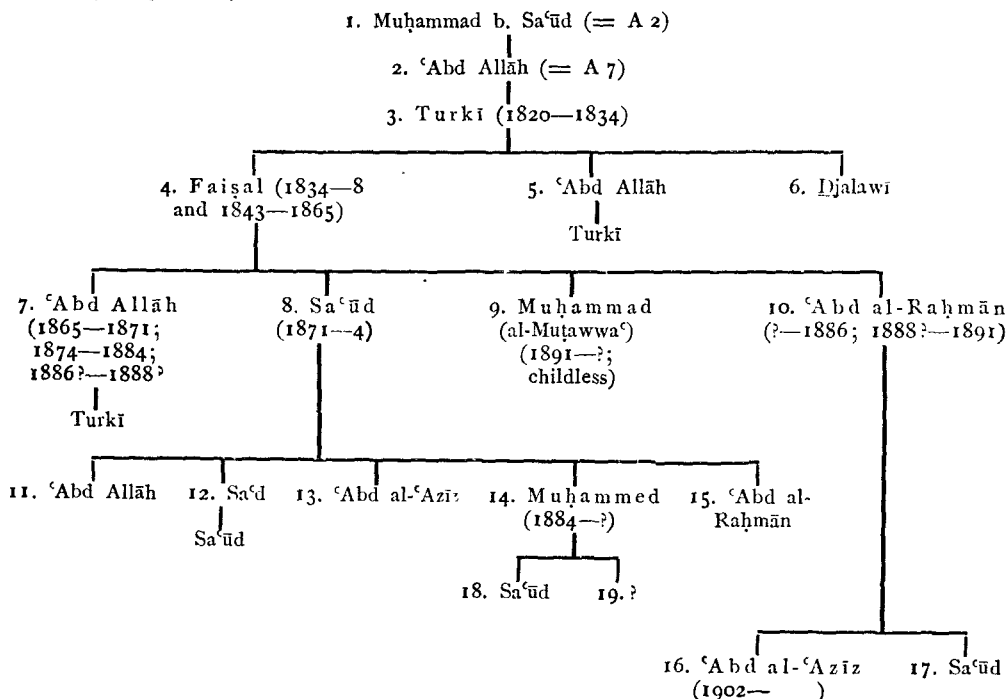 1. Muḥammad b. Saʿūd (= A 2)
2. ʿAbd Allāh (= A 7)
3. Turkī (1820—1834)
4. Faiṣal (1834—8
and 1843—1865)
5. ʿAbd Allāh
Turkī
6. Djalawī
7. ʿAbd Allāh
(1865—1871;
1874—1884;
1886?—1888?
Turkī
8. Saʿūd
(1871—4)
9. Muḥammad
(al-Muṭawwaʿ)
(1891—?;
childless)
10. ʿAbd al-Raḥmān
(?—1886; 1888?—1891)
11. ʿAbd Allāh
12. Saʿd
Saʿūd
13. ʿAbd al-ʿAzīz
14. Muḥammed
(1884—?)
15. ʿAbd al-
Raḥmān
18. Saʿūd
19. ?
16. ʿAbd al-ʿAzīz
(1902— )
17. Saʿūd